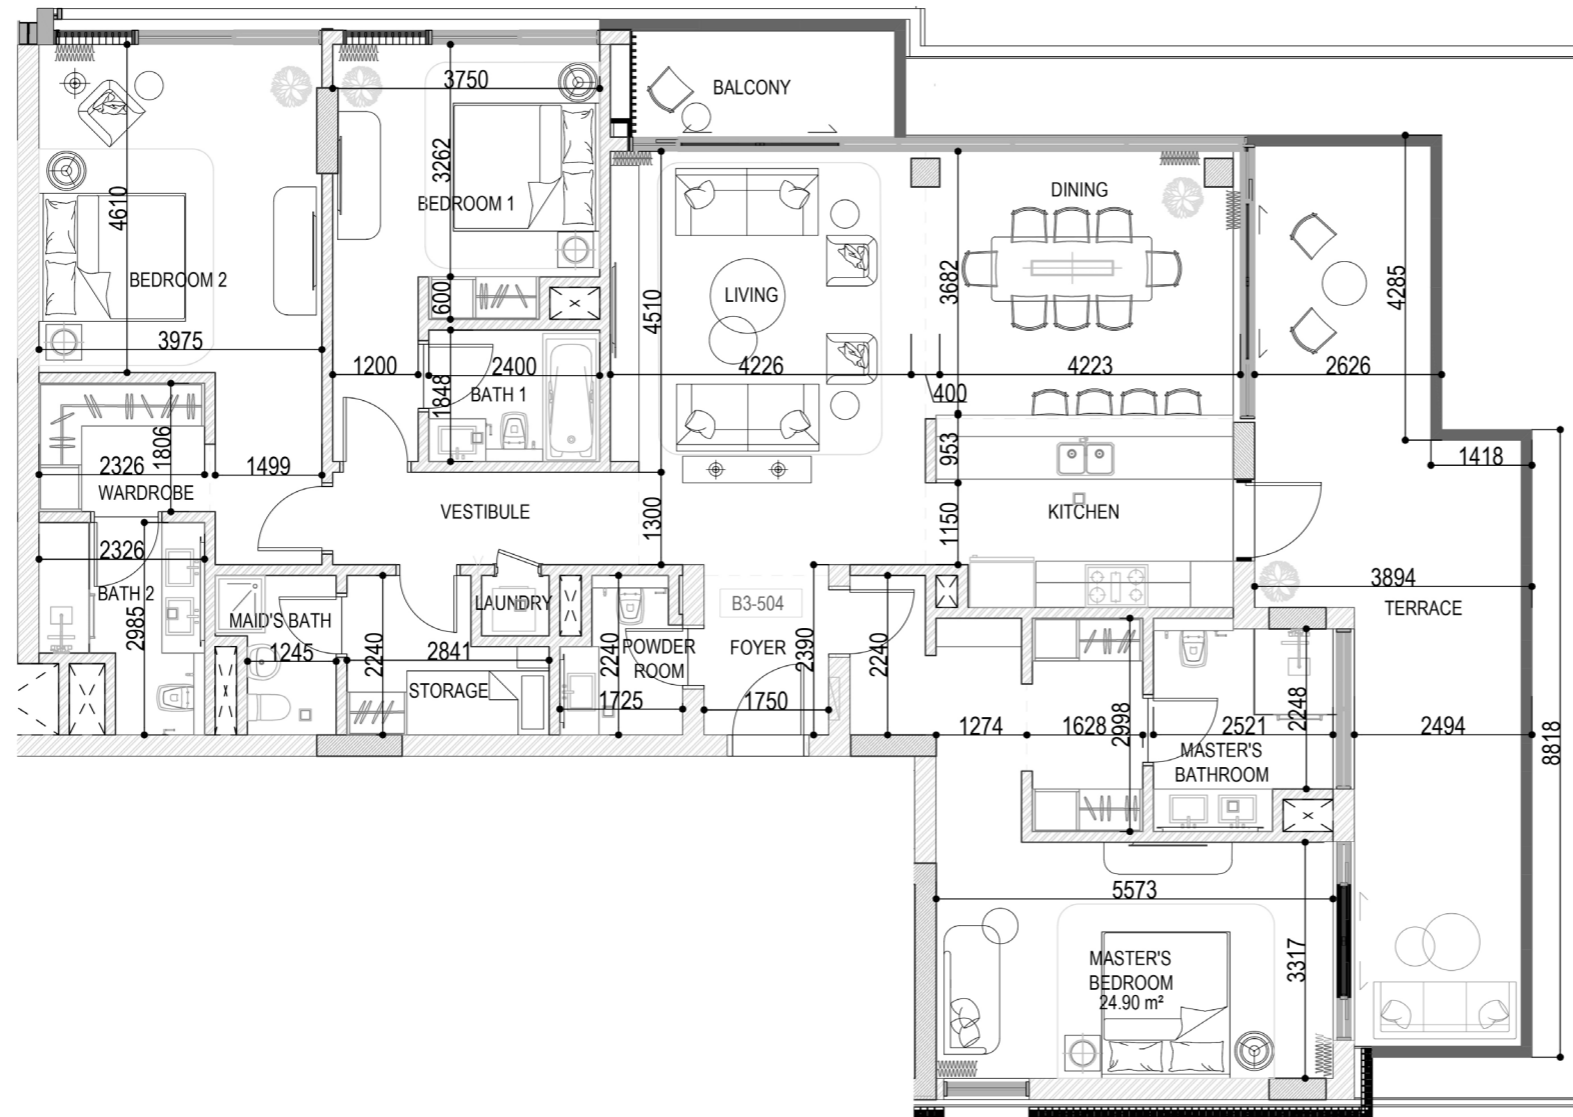 BALCONY
3750
3262
BEDROOM 1
4610
BEDROOM 2
3975
600
1200
2400
1848
BATH 1
DINING
LIVING
4510
3682
4226
4223
400
4285
2626
1418
953
1150
KITCHEN
1806
2326
1499
WARDROBE
VESTIBULE
1300
2326
BATH 2
2985
MAID'S BATH
1245
2240
2841
STORAGE
LAUNDRY
2240
POWDER
ROOM
1725
B3-504
FOYER
2390
1750
2240
3894
TERRACE
1274
1628
2998
2521
2248
MASTER'S
BATHROOM
2494
8818
5573
3317
MASTER'S
BEDROOM
24.90 m²